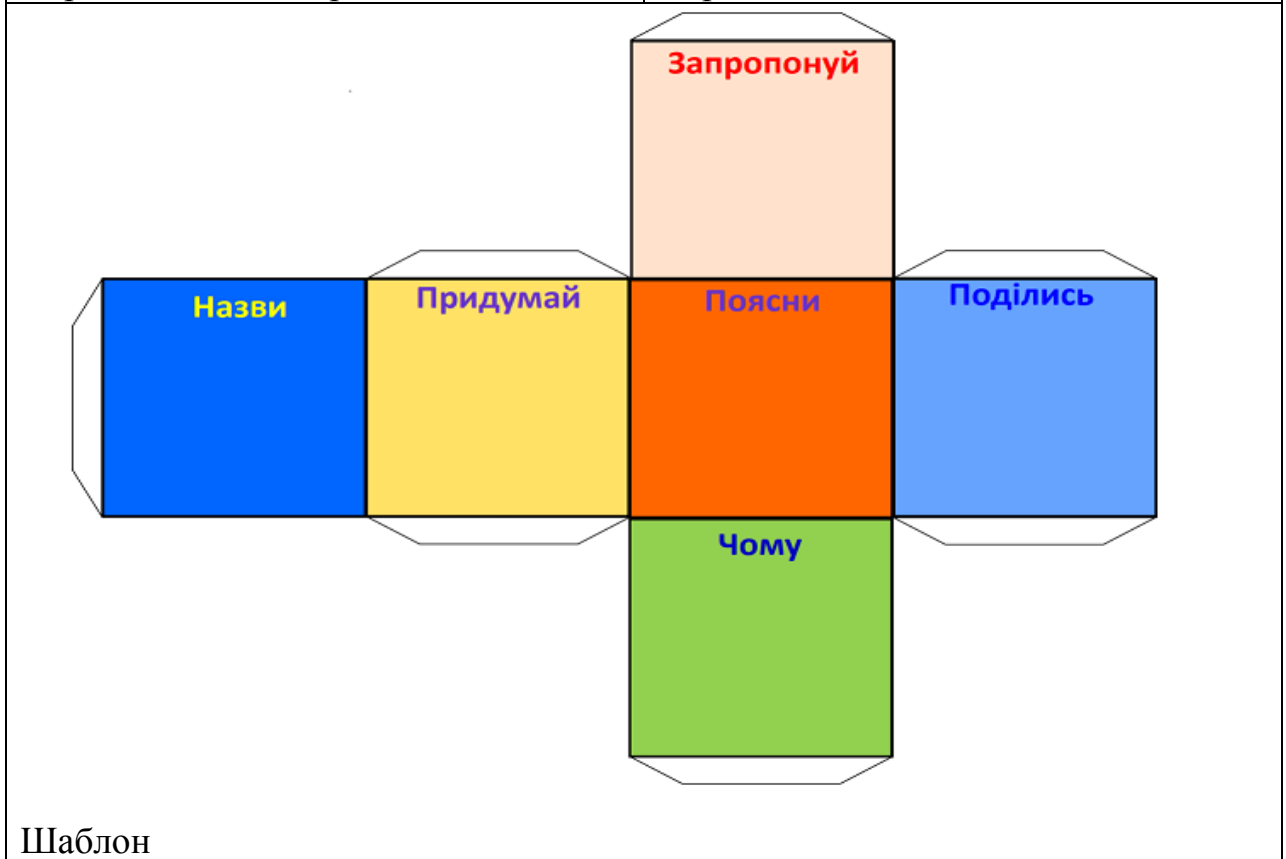 Запропонуй
Назви
Придумай
Поясни
Поділись
Чому
Шаблон